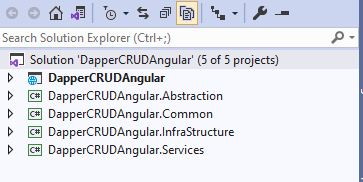 Search Solution Explorer (Ctrl+;)
Solution 'DapperCRUDAngular' (5 of 5 projects)
DapperCRUDAngular
C# DapperCRUDAngular.Abstraction
C# DapperCRUDAngular.Common
C# DapperCRUDAngular.InfraStructure
C# DapperCRUDAngular.Services